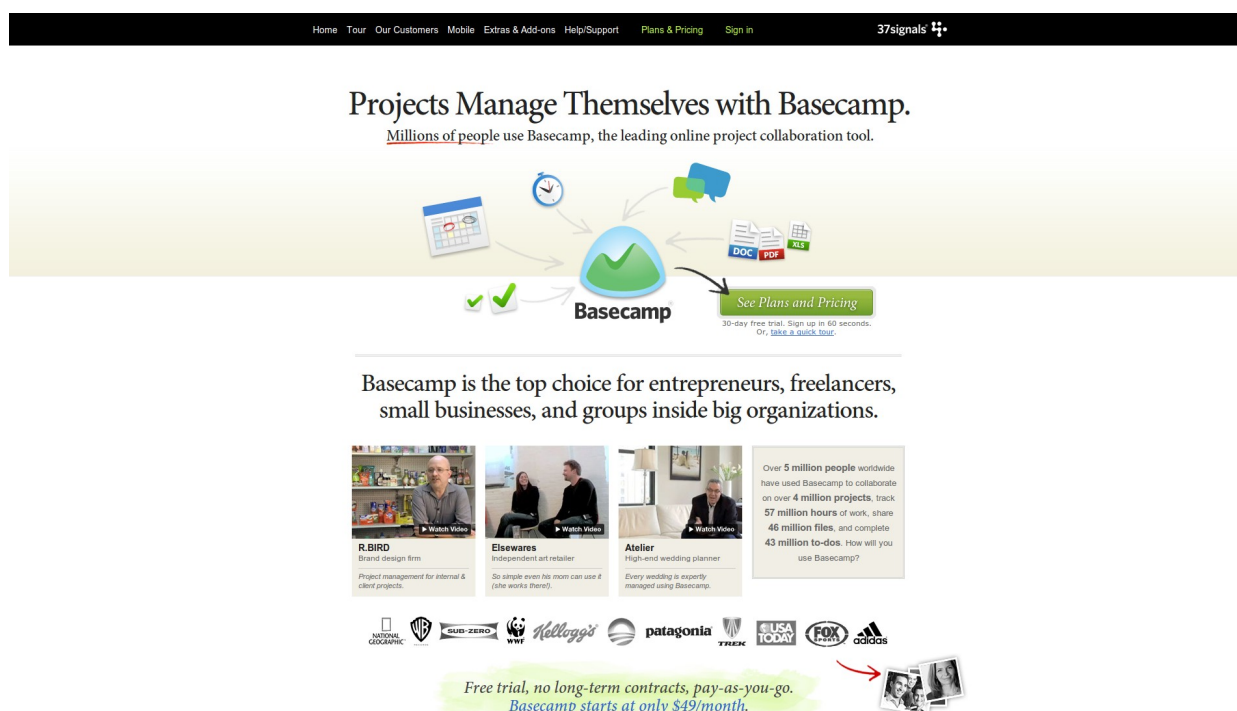 Home Tour Our Customers Mobile Extras & Add-ons Help/Support Plans & Pricing Sign in 37signals
Projects Manage Themselves with Basecamp.
Millions of people use Basecamp, the leading online project collaboration tool.
DOC PDF XLS
Basecamp
See Plans and Pricing
30-day free trial. Sign up in 60 seconds.
Or, take a quick tour.
Basecamp is the top choice for entrepreneurs, freelancers,
small businesses, and groups inside big organizations.
Watch Video
R.BIRD
Brand design firm
Project management for internal &
client projects.
Watch Video
Elsewares
Independent art retailer
So simple even his mom can use it
(she works there!).
Watch Video
Atelier
High-end wedding planner
Every wedding is expertly
managed using Basecamp.
Over 5 million people worldwide
have used Basecamp to collaborate
on over 4 million projects, track
57 million hours of work, share
46 million files, and complete
43 million to-dos. How will you
use Basecamp?
NATIONAL
GEOGRAPHIC
WB
SUB-ZERO
WWF
Kellogg's
patagonia
TREK
USA
TODAY
FOX
SPORTS
adidas
Free trial, no long-term contracts, pay-as-you-go.
Basecamp starts at only $49/month.